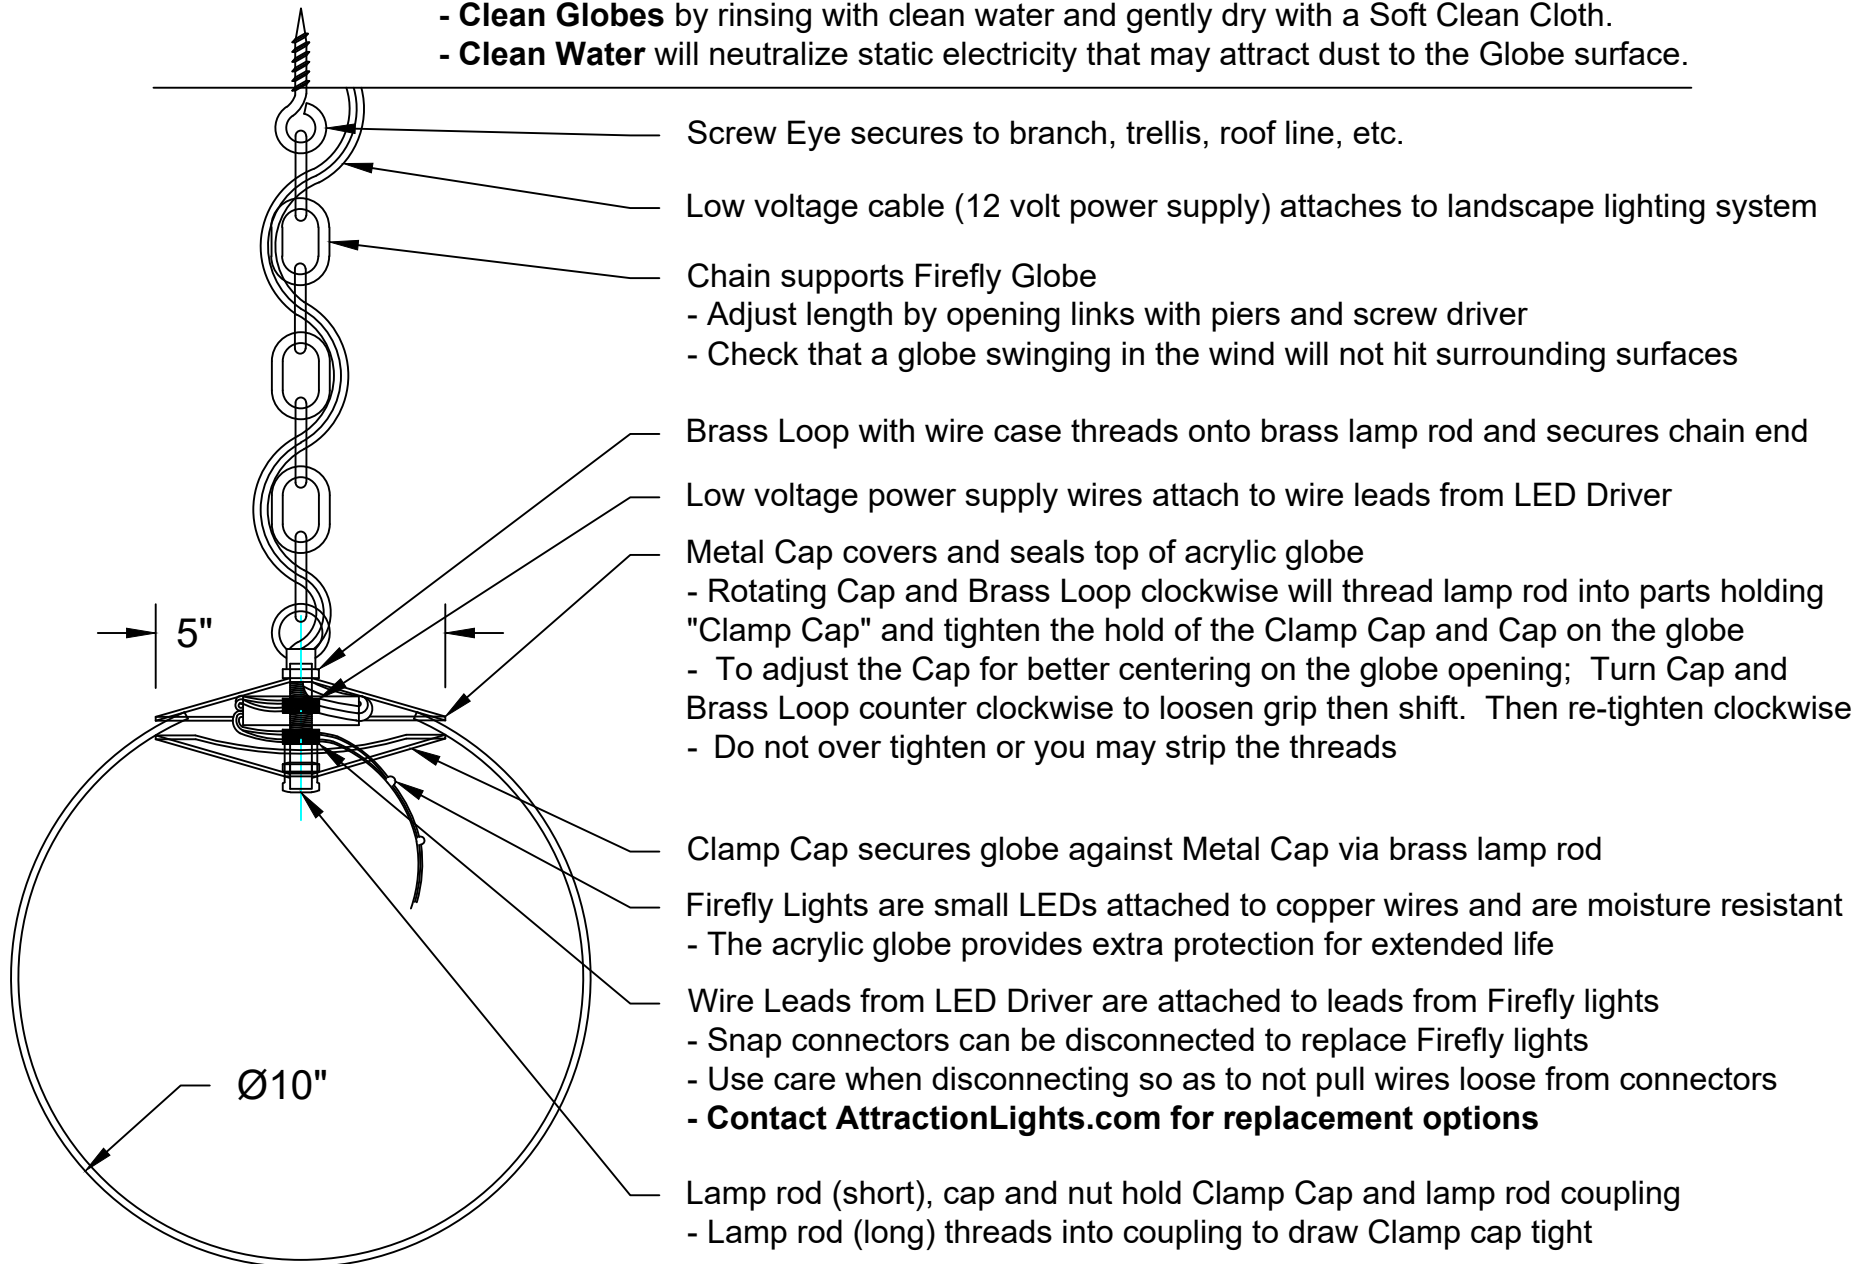 - Clean Globes by rinsing with clean water and gently dry with a Soft Clean Cloth.
- Clean Water will neutralize static electricity that may attract dust to the Globe surface.
Screw Eye secures to branch, trellis, roof line, etc.
Low voltage cable (12 volt power supply) attaches to landscape lighting system
Chain supports Firefly Globe
- Adjust length by opening links with piers and screw driver
- Check that a globe swinging in the wind will not hit surrounding surfaces
Brass Loop with wire case threads onto brass lamp rod and secures chain end
Low voltage power supply wires attach to wire leads from LED Driver
Metal Cap covers and seals top of acrylic globe
- Rotating Cap and Brass Loop clockwise will thread lamp rod into parts holding
"Clamp Cap" and tighten the hold of the Clamp Cap and Cap on the globe
- To adjust the Cap for better centering on the globe opening; Turn Cap and
Brass Loop counter clockwise to loosen grip then shift. Then re-tighten clockwise
- Do not over tighten or you may strip the threads
5"
Clamp Cap secures globe against Metal Cap via brass lamp rod
Firefly Lights are small LEDs attached to copper wires and are moisture resistant
- The acrylic globe provides extra protection for extended life
Wire Leads from LED Driver are attached to leads from Firefly lights
- Snap connectors can be disconnected to replace Firefly lights
- Use care when disconnecting so as to not pull wires loose from connectors
- Contact AttractionLights.com for replacement options
Ø10"
Lamp rod (short), cap and nut hold Clamp Cap and lamp rod coupling
- Lamp rod (long) threads into coupling to draw Clamp cap tight